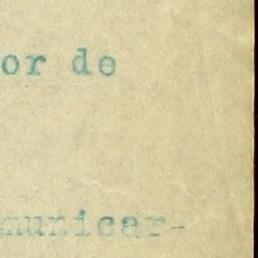 or de
municar-